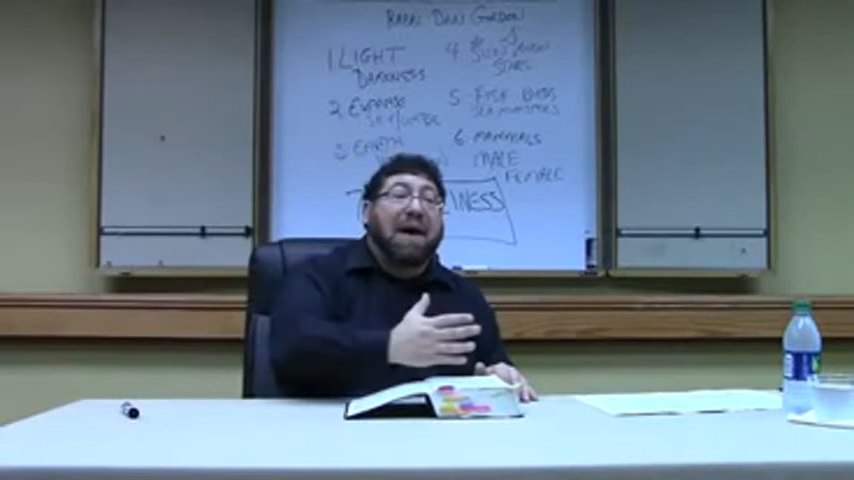 RABBI DAN GORDON
1 LIGHT
DARKNESS
2. EXPANSE
SKY/WATER
3. EARTH
4. SUN MOON
STARS
5. FISH BIRDS
SEA MONSTERS
6. MAMMALS
MALE
FEMALE
LINESS